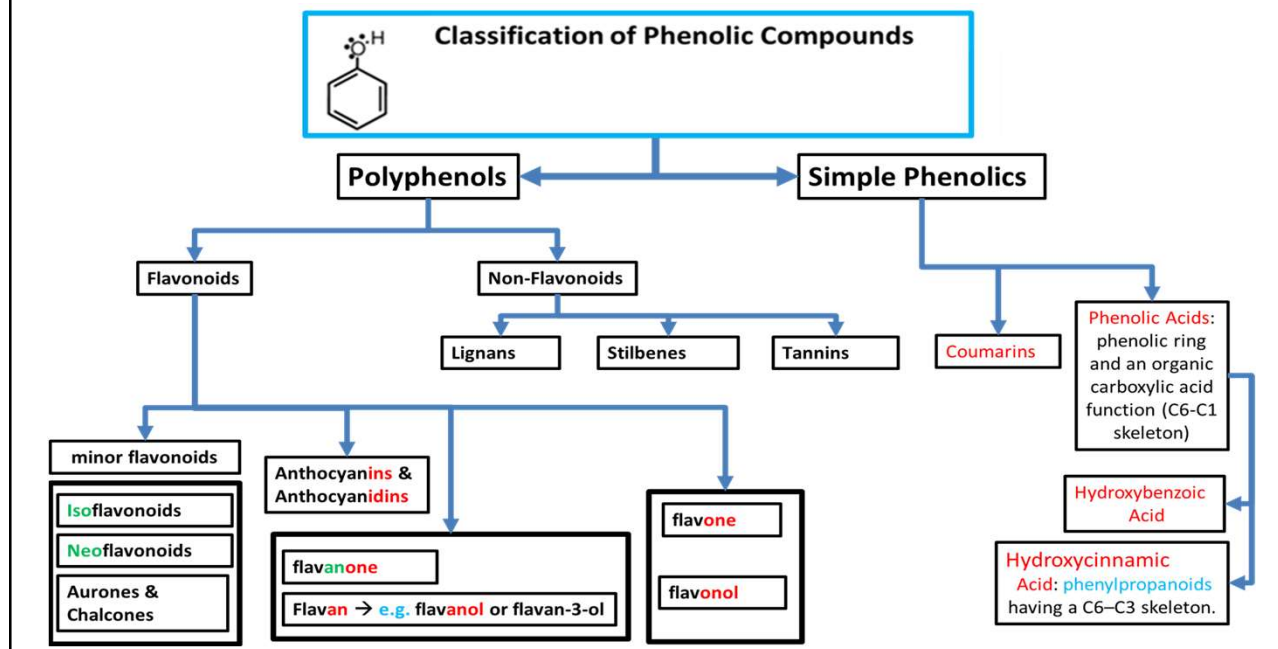 Classification of Phenolic Compounds
O H
Polyphenols
Simple Phenolics
Flavonoids
Non-Flavonoids
Lignans
Stilbenes
Tannins
Coumarins
Phenolic Acids:
phenolic ring
and an organic
carboxylic acid
function (C6-C1
skeleton)
minor flavonoids
Isoflavonoids
Neoflavonoids
Aurones &
Chalcones
Anthocyanins &
Anthocyanidins
flavanone
Flavan → e.g. flavanol or flavan-3-ol
flavone
flavonol
Hydroxybenzoic
Acid
Hydroxycinnamic
Acid: phenylpropanoids
having a C6–C3 skeleton.